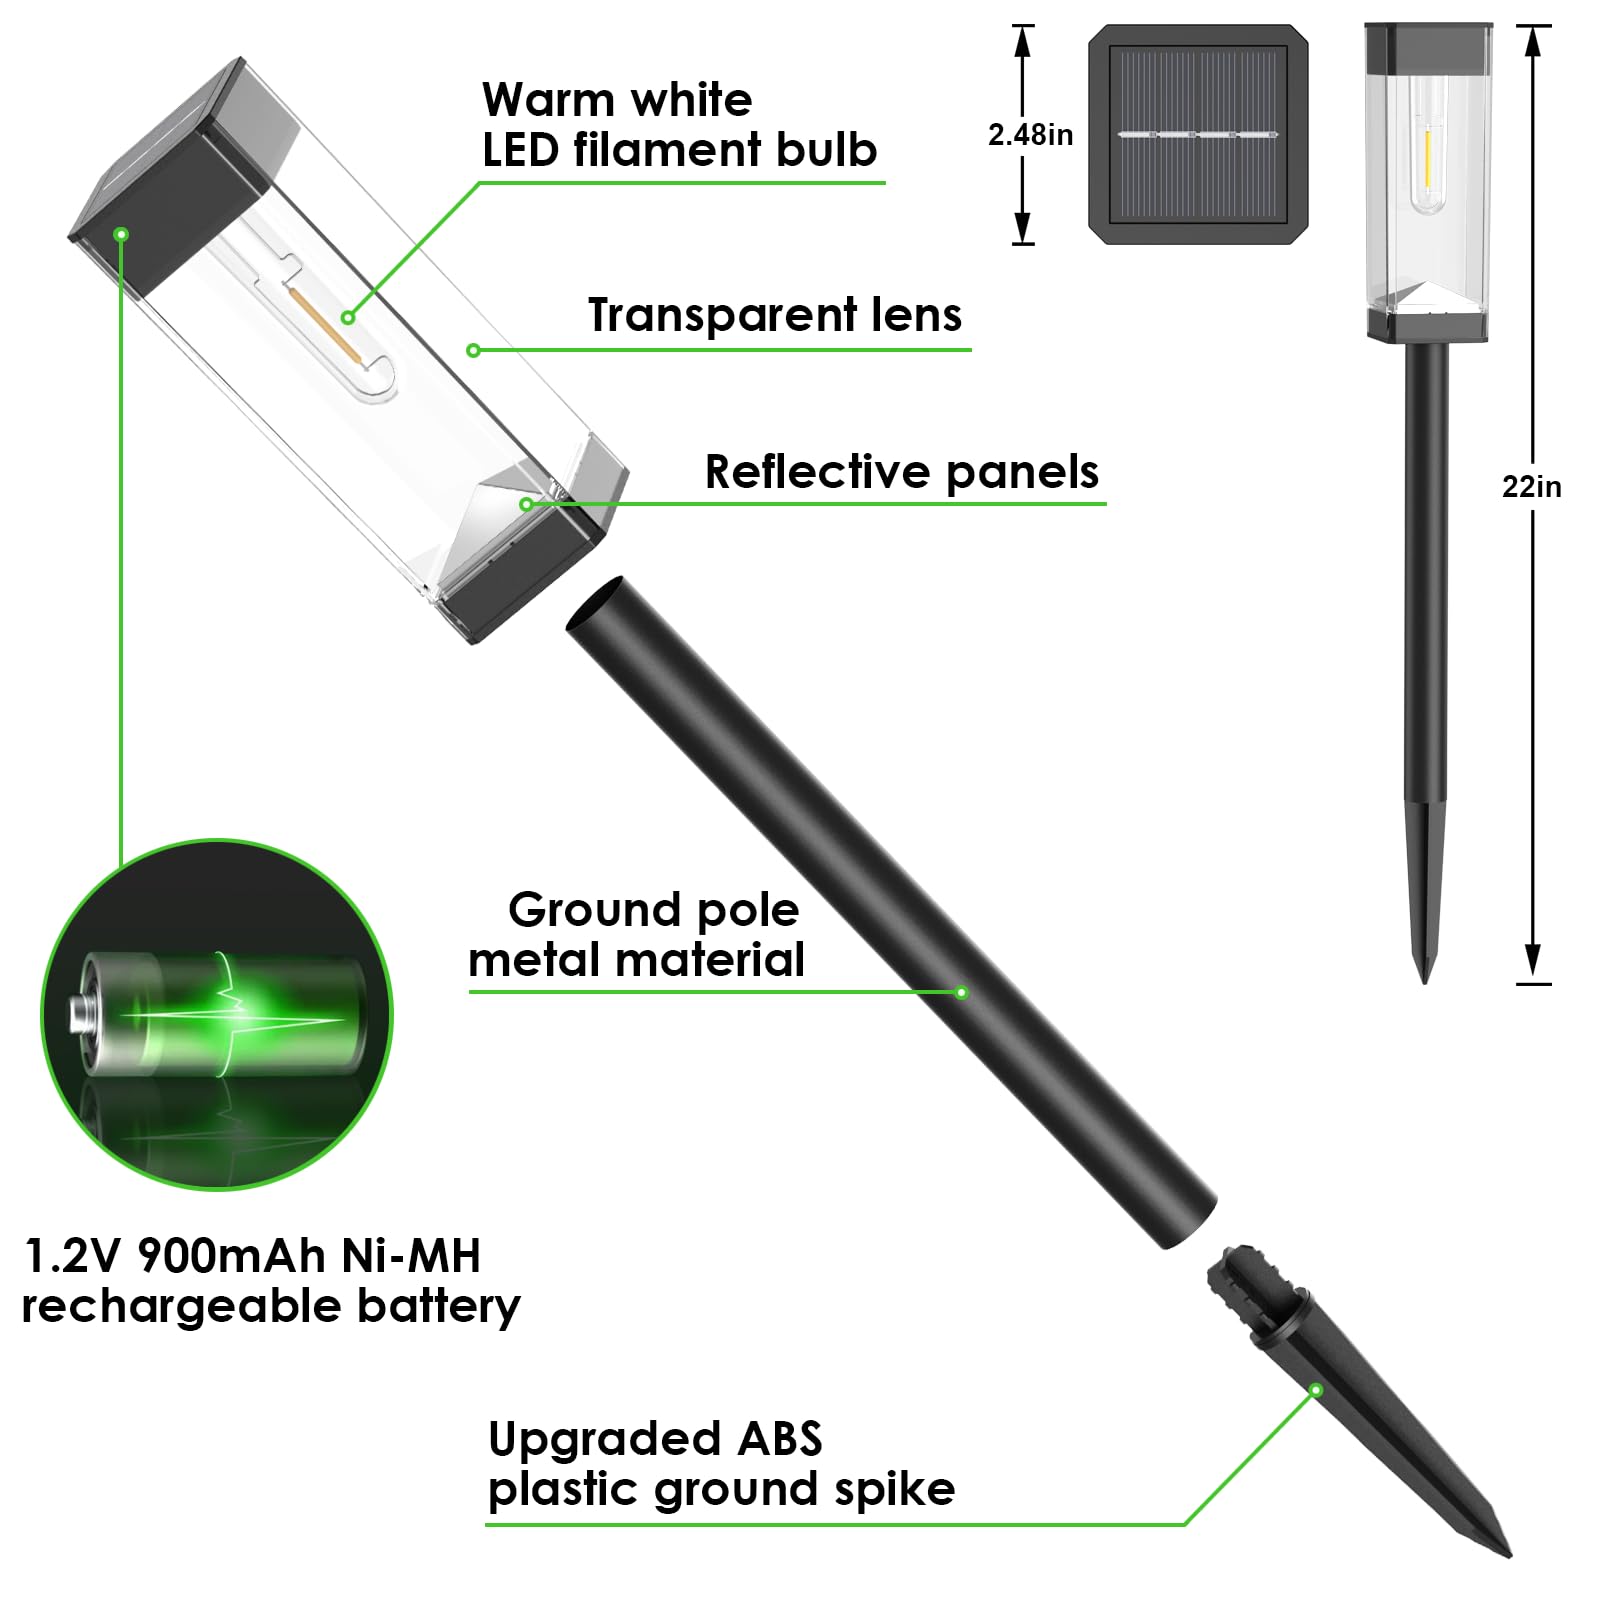 Warm white
LED filament bulb
2.48in
Transparent lens
Reflective panels
22in
Ground pole
metal material
1.2V 900mAh Ni-MH
rechargeable battery
Upgraded ABS
plastic ground spike